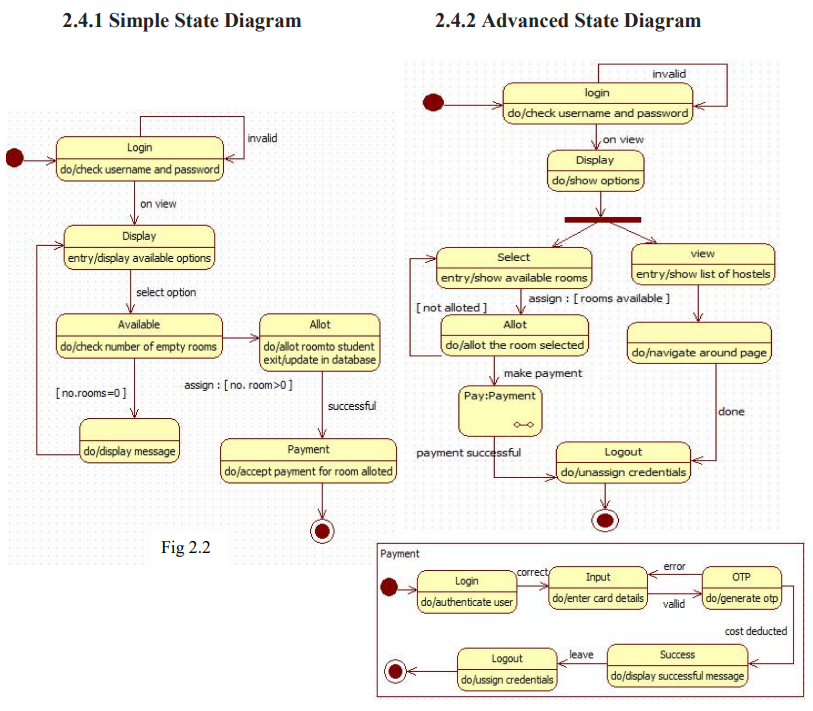 2.4.1 Simple State Diagram
2.4.2 Advanced State Diagram
Login
do/check username and password
invalid
on view
Display
entry/display available options
select option
Available
do/check number of empty rooms
Allot
do/allot roomto student
exit/update in database
[ no.rooms=0 ]
assign : [ no. room>0 ]
successful
do/display message
Payment
do/accept payment for room alloted
Fig 2.2
invalid
login
do/check username and password
on view
Display
do/show options
Select
entry/show available rooms
view
entry/show list of hostels
[ not alloted ]
assign : [ rooms available ]
Allot
do/allot the room selected
do/navigate around page
make payment
Pay:Payment
done
payment successful
Logout
do/unassign credentials
Payment
Login
do/authenticate user
correct
Input
do/enter card details
error
vallid
OTP
do/generate otp
cost deducted
Success
do/display successful message
leave
Logout
do/ussign credentials